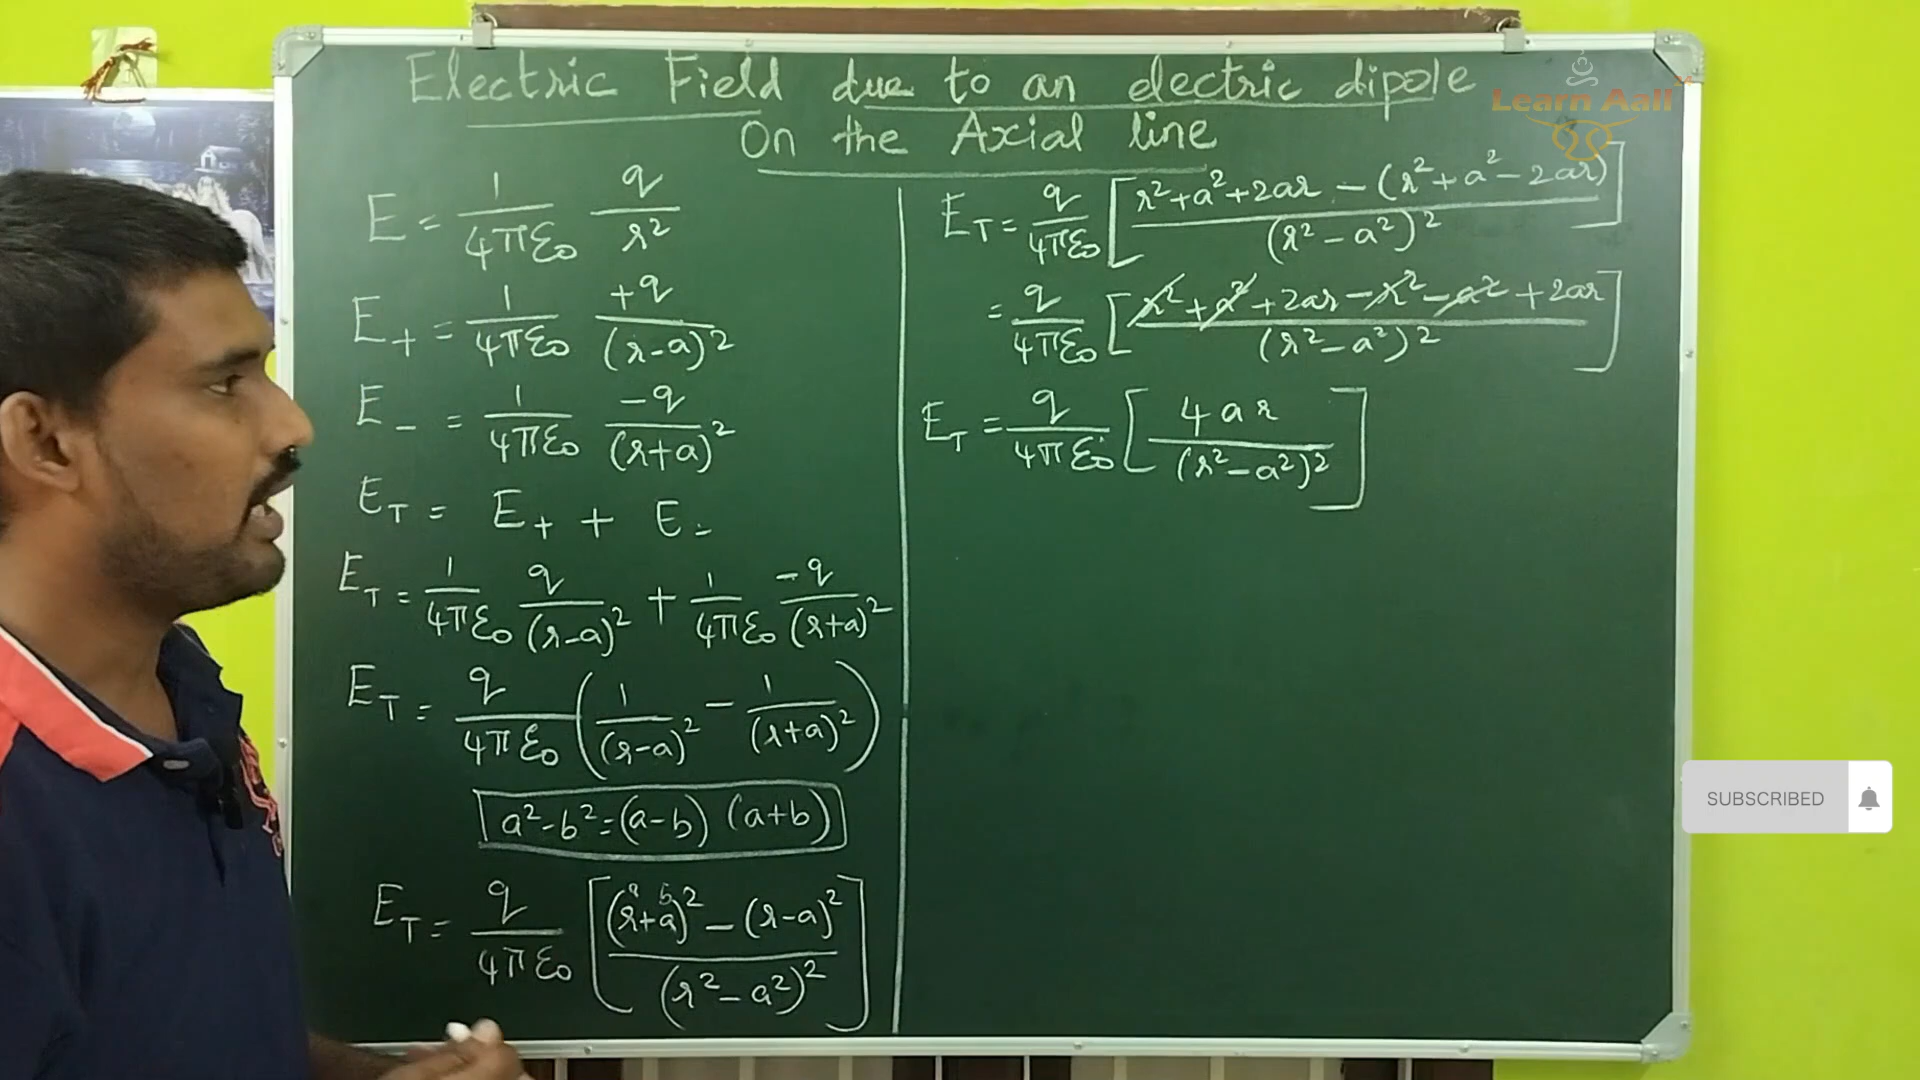 Electric Field due to an electric dipole
On the Axial line
Learn Aall
E = 1/4πε₀ q/r²
E₊ = 1/4πε₀ +q/(r-a)²
E₋ = 1/4πε₀ -q/(r+a)²
E_T = E₊ + E₋
E_T = 1/4πε₀ q/(r-a)² + 1/4πε₀ -q/(r+a)²
E_T = q/4πε₀ (1/(r-a)² - 1/(r+a)²)
a²-b² = (a-b) (a+b)
E_T = q/4πε₀ [(r+a)² - (r-a)² / (r²-a²)²]
E_T = q/4πε₀ [r²+a²+2ar - (r²+a²-2ar) / (r²-a²)²]
= q/4πε₀ [r²+a²+2ar-r²-a²+2ar / (r²-a²)²]
E_T = q/4πε₀ [4ar / (r²-a²)²]
SUBSCRIBED